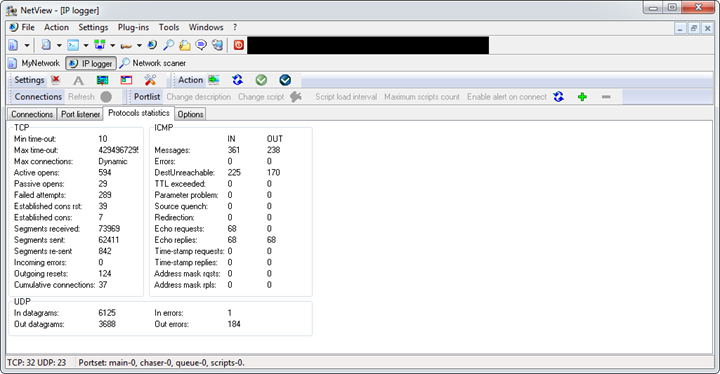 NetView - [IP logger]
File Action Settings Plug-ins Tools Windows ?
MyNetwork IP logger Network scaner
Settings Action
Connections Refresh Portlist Change description Change script Script load interval Maximum scripts count Enable alert on connect
Connections Port listener Protocols statistics Options
TCP ICMP
Min time-out: 10 IN OUT
Max time-out: 4294967295 Messages: 361 238
Max connections: Dynamic Errors: 0 0
Active opens: 594 DestUnreachable: 225 170
Passive opens: 29 TTL exceeded: 0 0
Failed attempts: 289 Parameter problem: 0 0
Established cons rst: 39 Source quench: 0 0
Established cons: 7 Redirection: 0 0
Segments received: 73969 Echo requests: 68 0
Segments sent: 62411 Echo replies: 68 68
Segments re-sent 842 Time-stamp requests: 0 0
Incoming errors: 0 Time-stamp replies: 0 0
Outgoing resets: 124 Address mask rqsts: 0 0
Cumulative connections: 37 Address mask rpls: 0 0
UDP
In datagrams: 6125 In errors: 1
Out datagrams: 3688 Out errors: 184
TCP: 32 UDP: 23 Portset: main-0, chaser-0, queue-0, scripts-0.